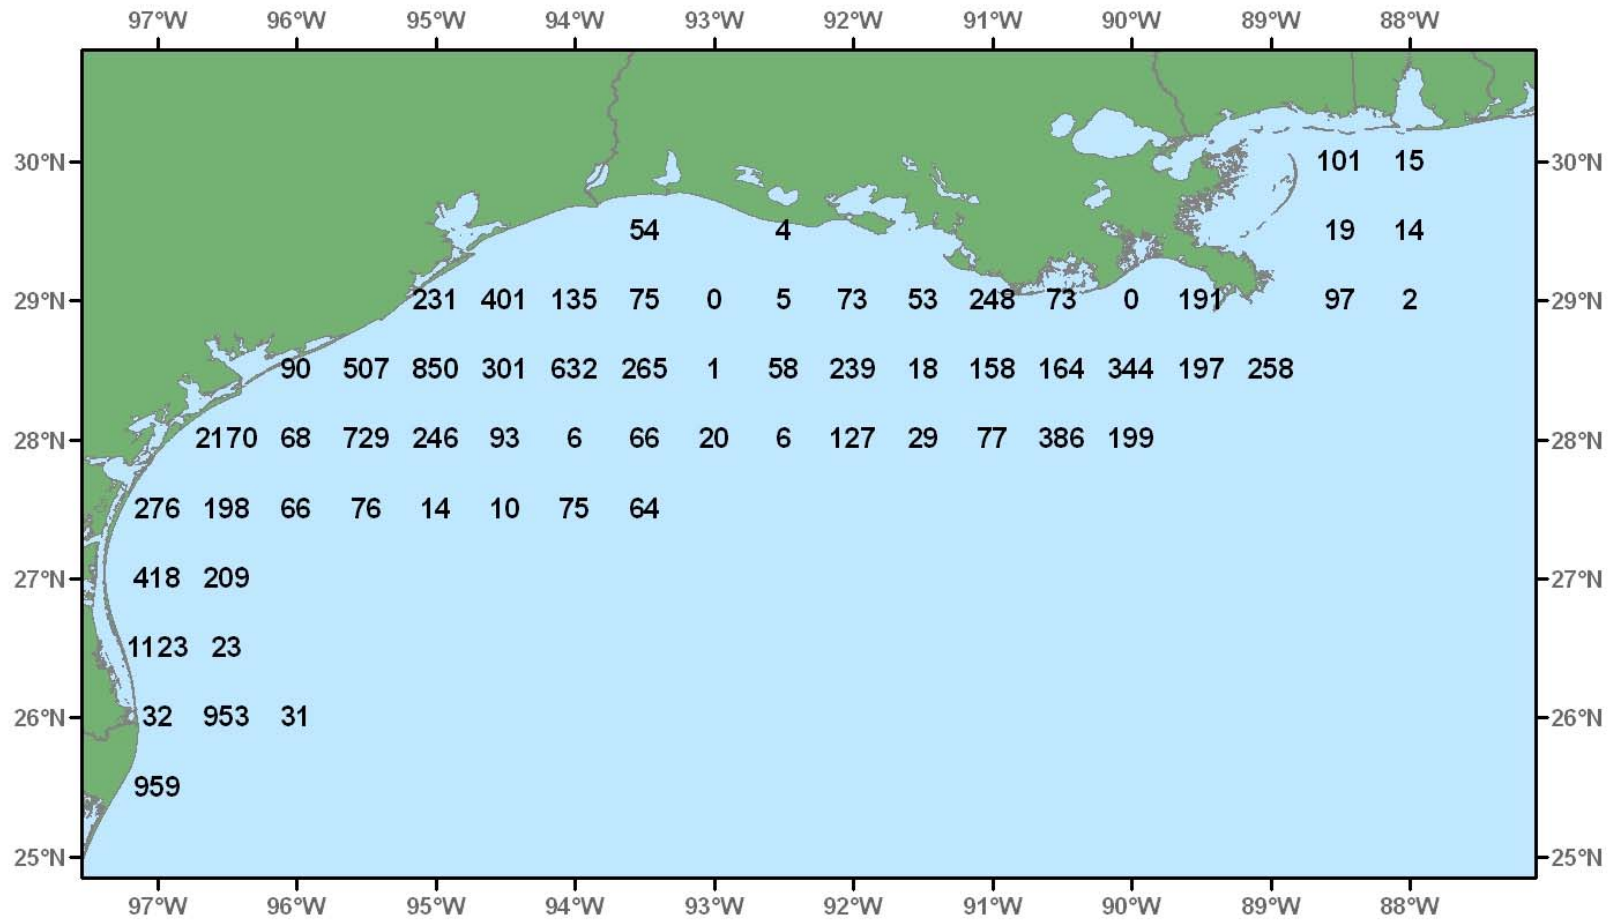 97°W 96°W 95°W 94°W 93°W 92°W 91°W 90°W 89°W 88°W
30°N 101 15 30°N
54 4 19 14
29°N 231 401 135 75 0 5 73 53 248 73 0 191 97 2 29°N
90 507 850 301 632 265 1 58 239 18 158 164 344 197 258
28°N 2170 68 729 246 93 6 66 20 6 127 29 77 386 199 28°N
276 198 66 76 14 10 75 64
27°N 418 209 27°N
1123 23
26°N 32 953 31 26°N
959
25°N 25°N
97°W 96°W 95°W 94°W 93°W 92°W 91°W 90°W 89°W 88°W